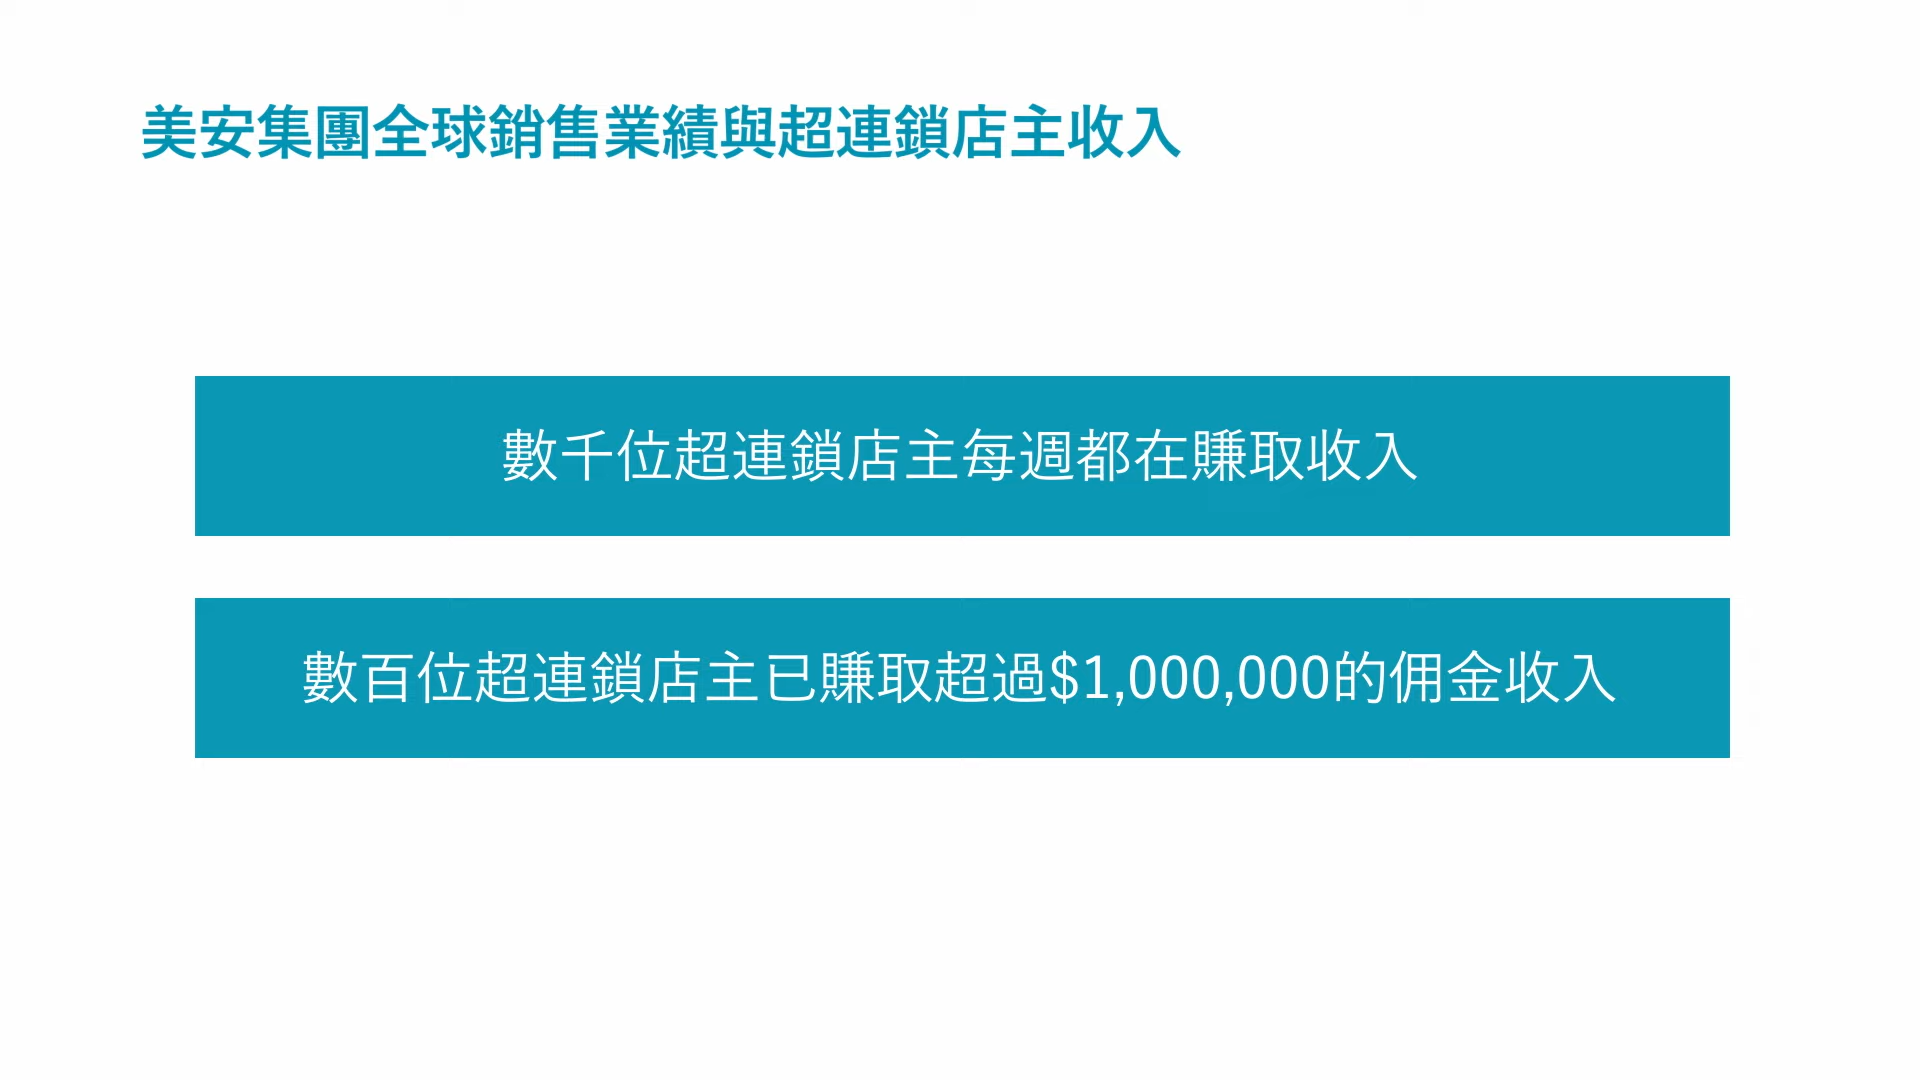 美安集團全球銷售業績與超連鎖店主收入
數千位超連鎖店主每週都在賺取收入
數百位超連鎖店主已賺取超過$1,000,000的佣金收入